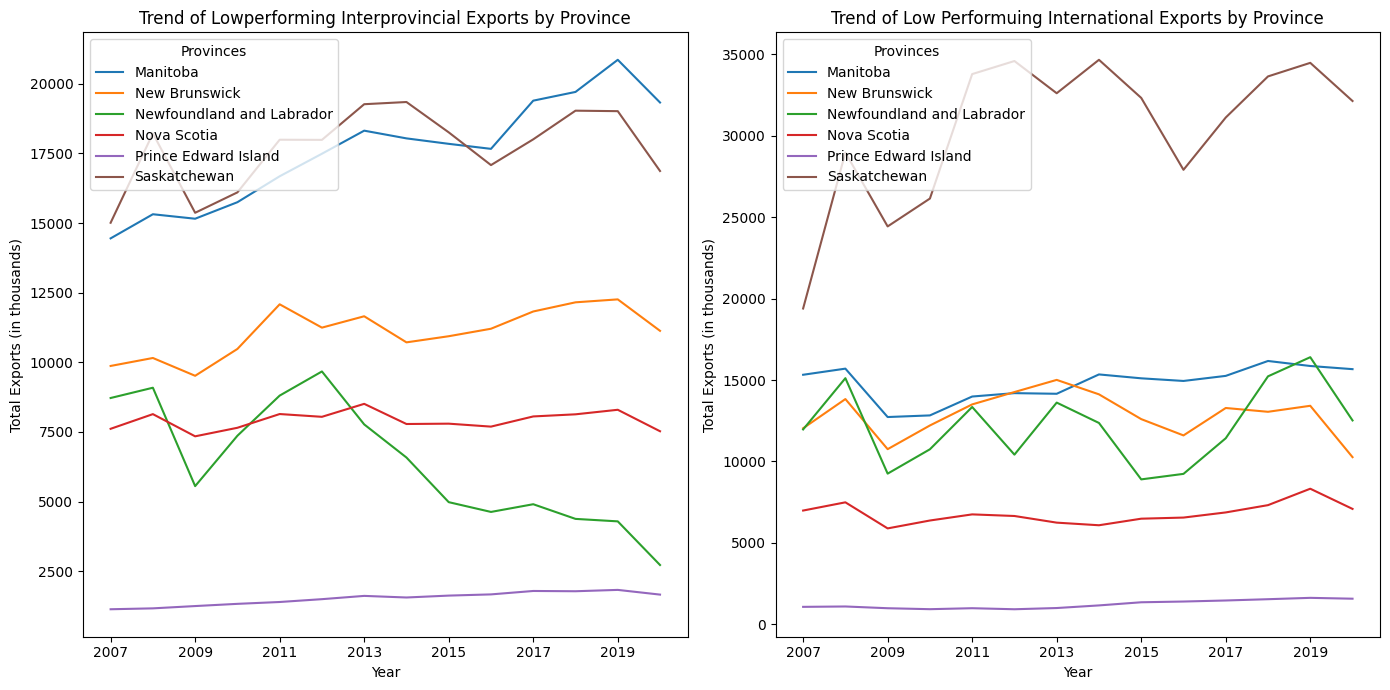 Trend of Lowperforming Interprovincial Exports by Province
Provinces
Manitoba
New Brunswick
Newfoundland and Labrador
Nova Scotia
Prince Edward Island
Saskatchewan
Total Exports (in thousands)
20000
17500
15000
12500
10000
7500
5000
2500
2007
2009
2011
2013
2015
2017
2019
Year
Trend of Low Performuing International Exports by Province
Provinces
Manitoba
New Brunswick
Newfoundland and Labrador
Nova Scotia
Prince Edward Island
Saskatchewan
Total Exports (in thousands)
35000
30000
25000
20000
15000
10000
5000
0
2007
2009
2011
2013
2015
2017
2019
Year